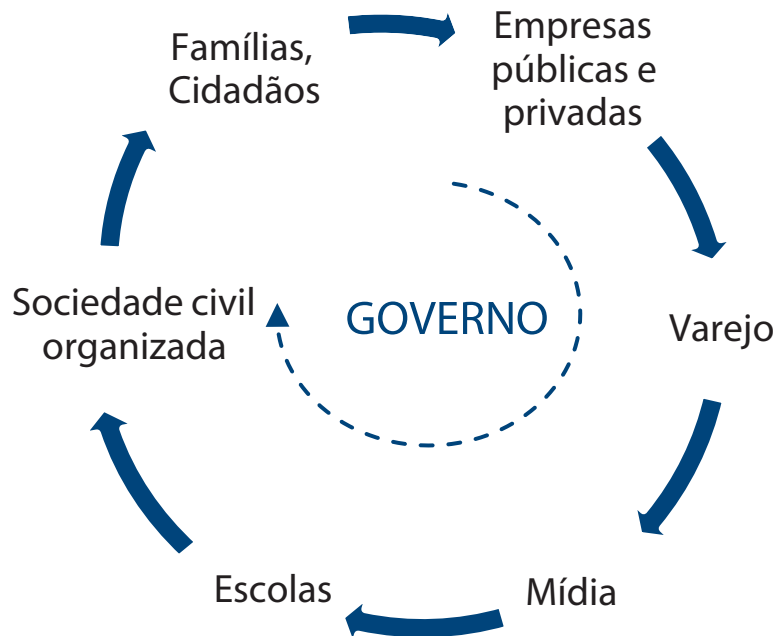 Famílias,
Cidadãos
Empresas
públicas e
privadas
Varejo
Mídia
Escolas
Sociedade civil
organizada
GOVERNO